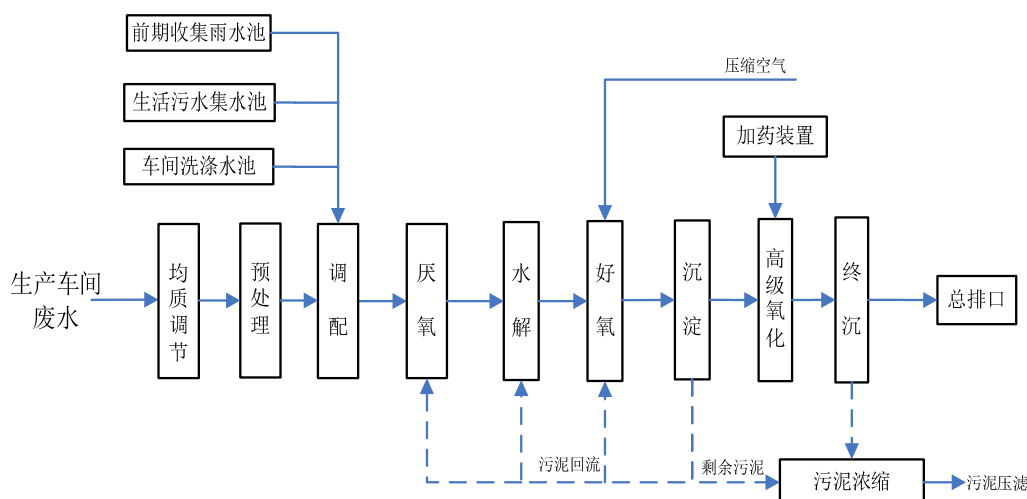 前期收集雨水池
生活污水集水池
车间洗涤水池
压缩空气
加药装置
生产车间
废水
均质调节
预处理
调配
厌氧
水解
好氧
沉淀
高级氧化
终沉
总排口
污泥回流
剩余污泥
污泥浓缩
污泥压滤